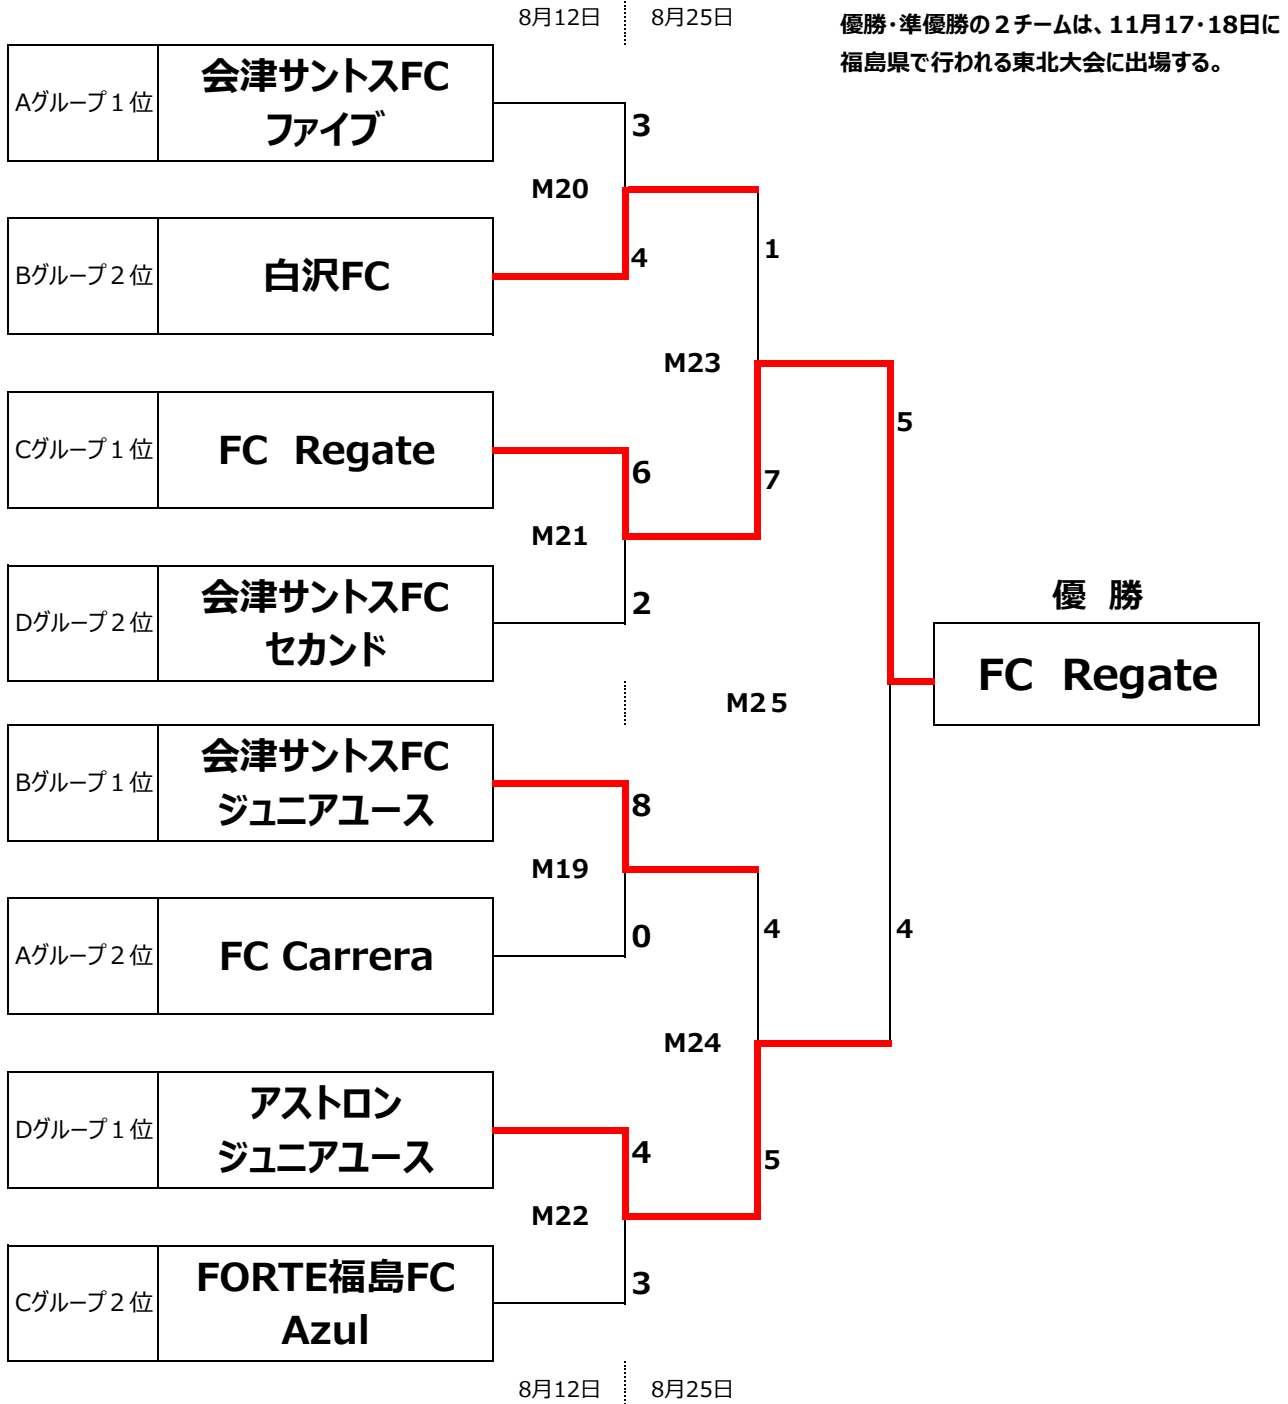 8月12日
8月25日
優勝・準優勝の２チームは、11月17・18日に
福島県で行われる東北大会に出場する。
Aグループ１位
会津サントスFC
ファイブ
3
M20
Bグループ２位
白沢FC
4
1
M23
Cグループ１位
FC Regate
6
7
5
M21
Dグループ２位
会津サントスFC
セカンド
2
優 勝
FC Regate
M2５
Bグループ１位
会津サントスFC
ジュニアユース
8
M19
Aグループ２位
FC Carrera
0
4
4
M24
Dグループ１位
アストロン
ジュニアユース
4
5
M22
Cグループ２位
FORTE福島FC
Azul
3
8月12日
8月25日